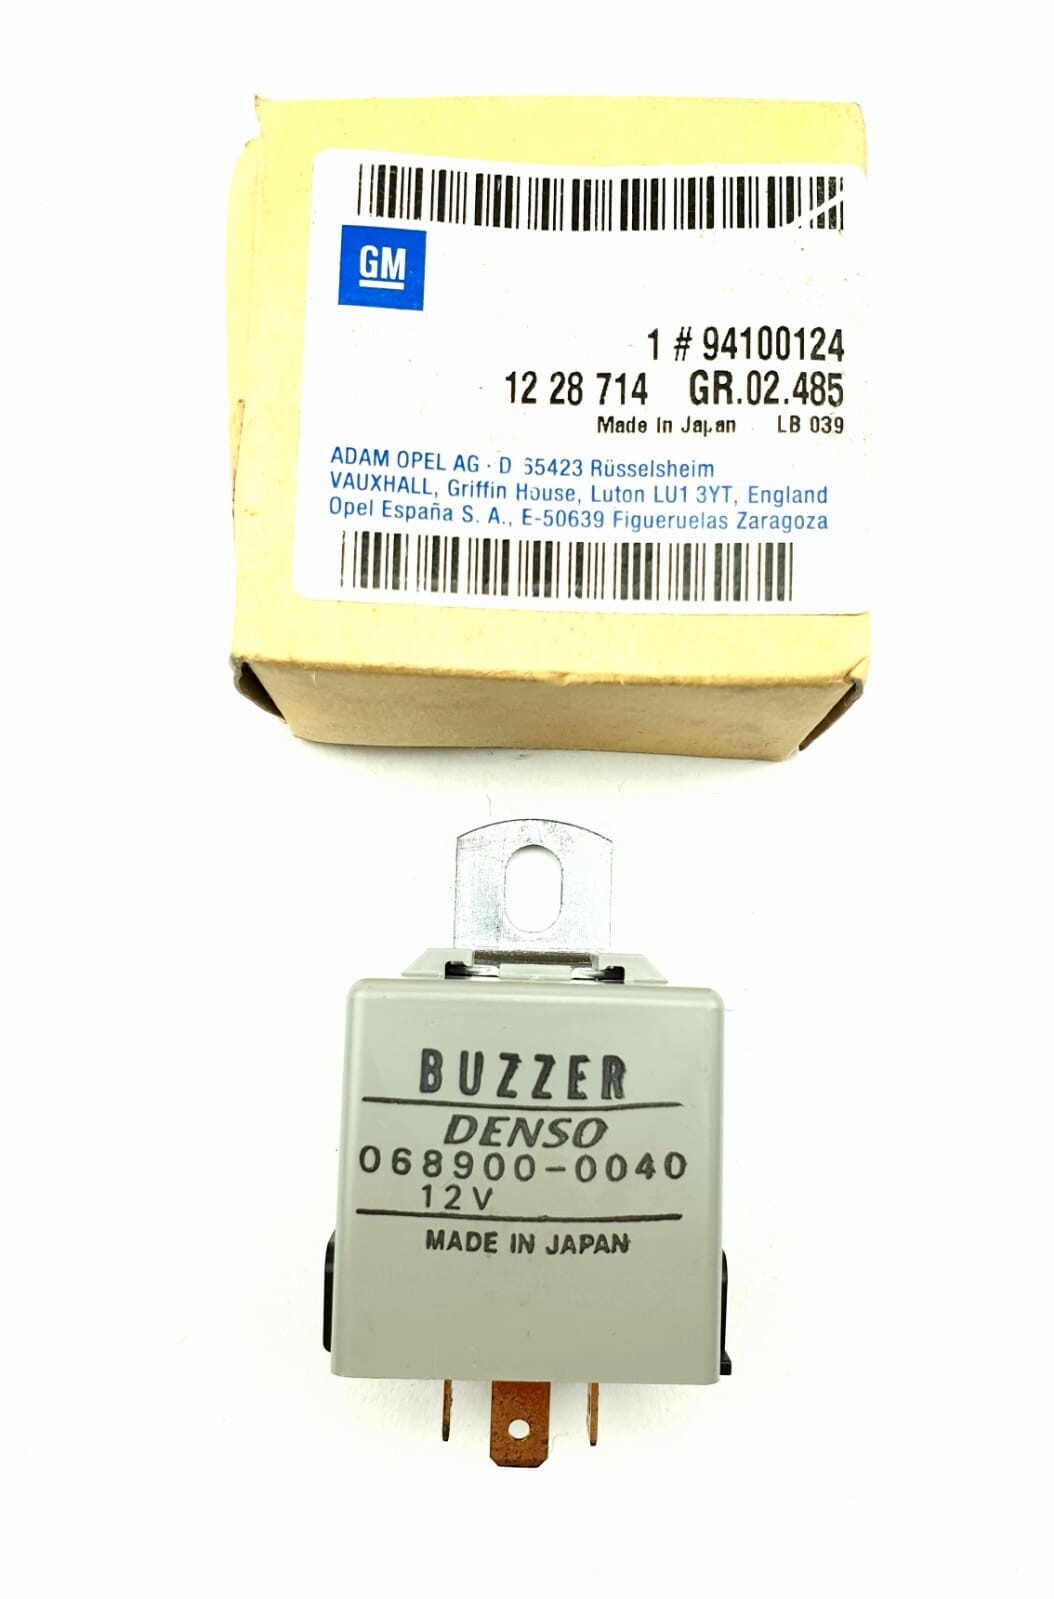 GM
1 # 94100124
12 28 714 GR.02.485
Made in Japan LB 039
ADAM OPEL AG · D 65423 Rüsselsheim
VAUXHALL, Griffin House, Luton LU1 3YT, England
Opel España S. A., E-50639 Figueruelas Zaragoza
BUZZER
DENSO
068900-0040
12V
MADE IN JAPAN